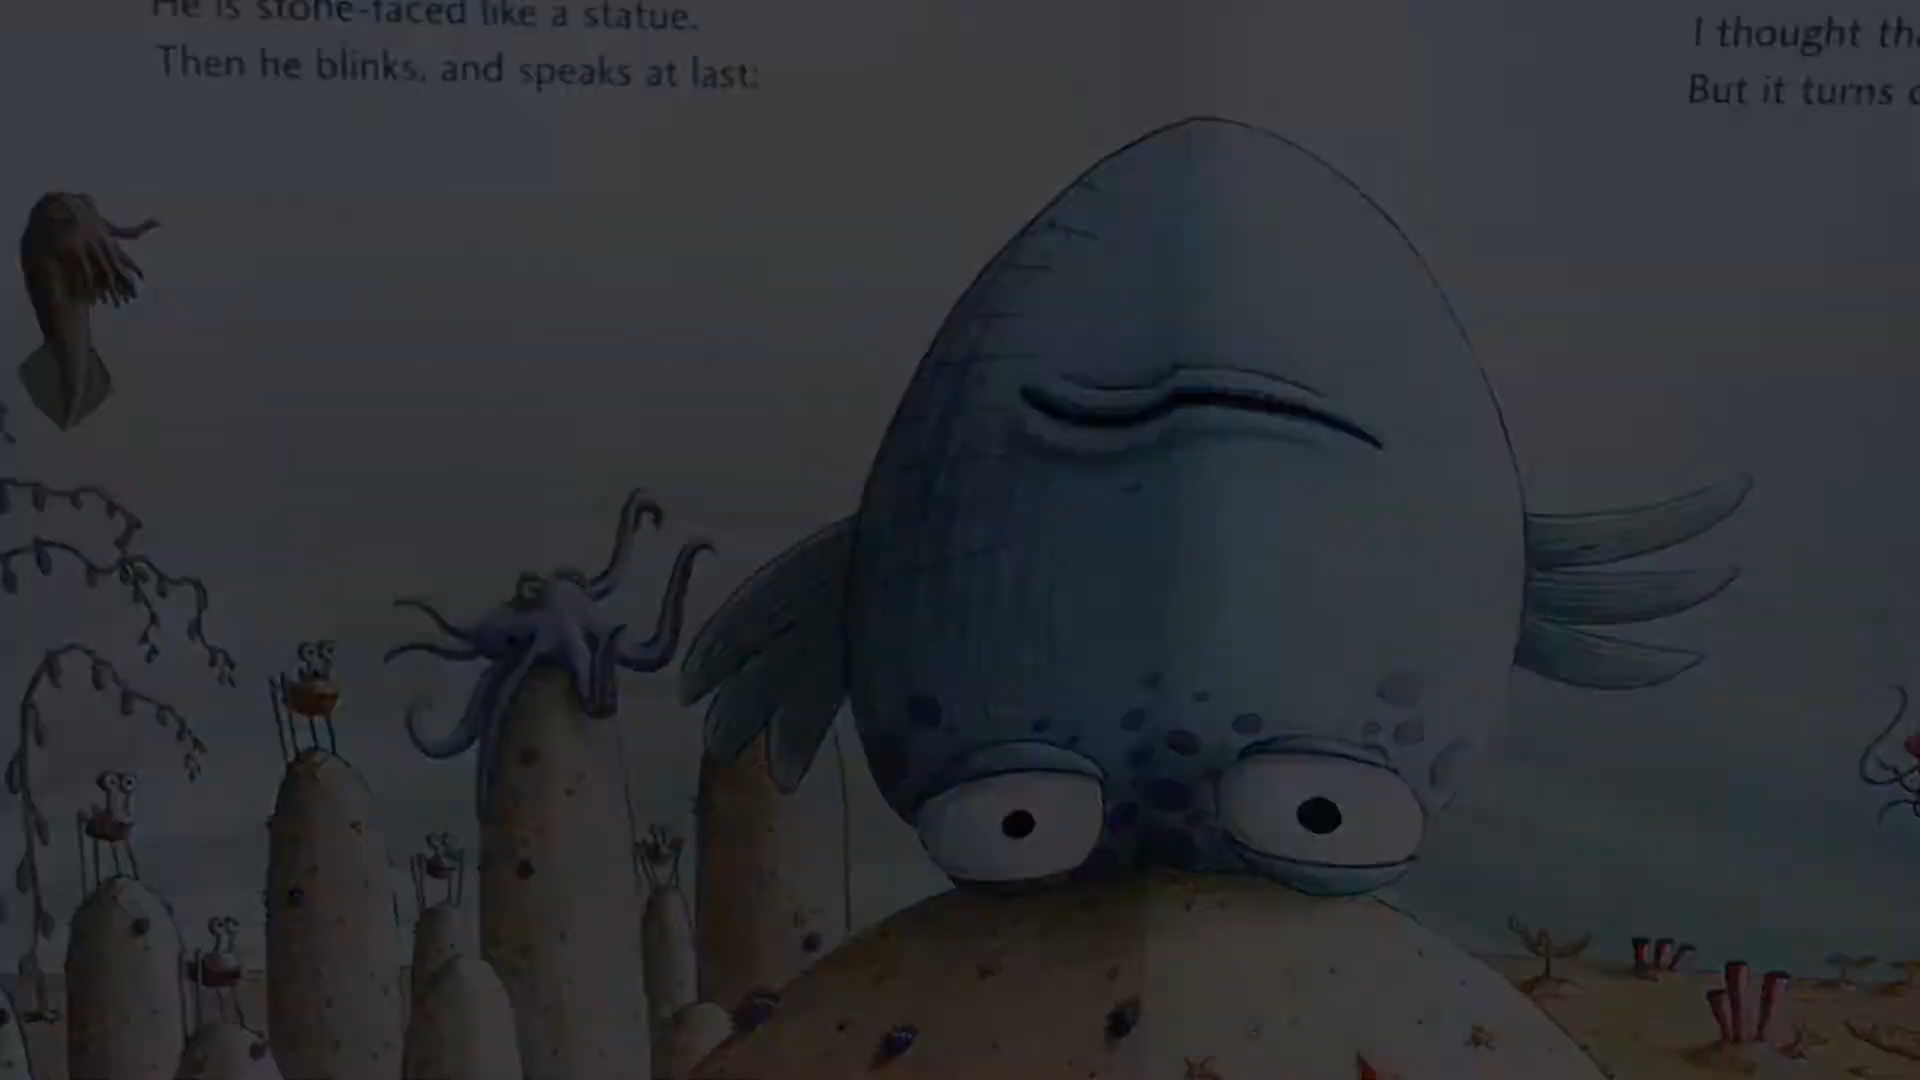 He is stone-faced like a statue.
Then he blinks, and speaks at last:
I thought
But it turns